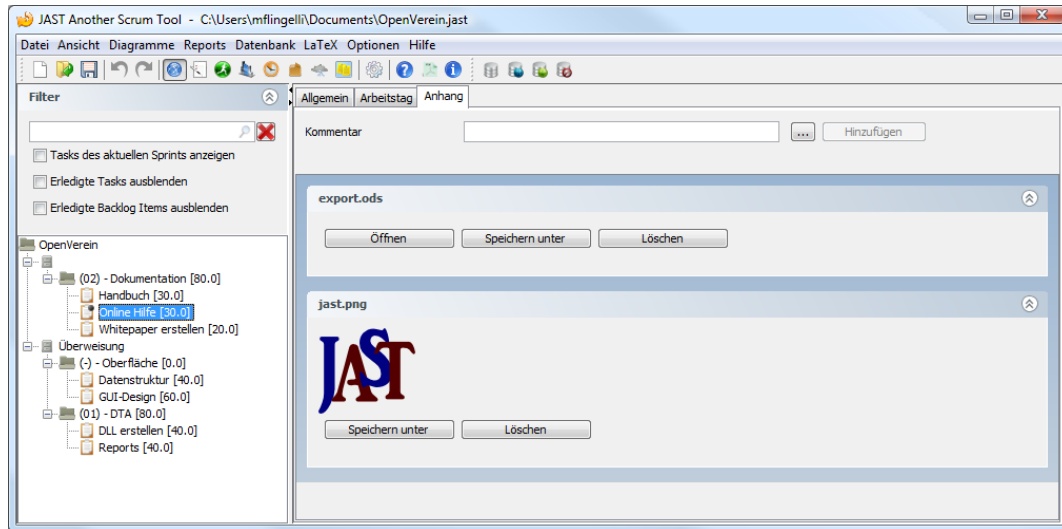 JAST Another Scrum Tool - C:\Users\mflingelli\Documents\OpenVerein.jast
Datei Ansicht Diagramme Reports Datenbank LaTeX Optionen Hilfe
Filter
Tasks des aktuellen Sprints anzeigen
Erledigte Tasks ausblenden
Erledigte Backlog Items ausblenden
OpenVerein
(02) - Dokumentation [80.0]
Handbuch [30.0]
Online Hilfe [30.0]
Whitepaper erstellen [20.0]
Überweisung
(-) - Oberfläche [0.0]
Datenstruktur [40.0]
GUI-Design [60.0]
(01) - DTA [80.0]
DLL erstellen [40.0]
Reports [40.0]
Allgemein Arbeitstag Anhang
Kommentar ... Hinzufügen
export.ods
Öffnen Speichern unter Löschen
jast.png
JAST
Speichern unter Löschen